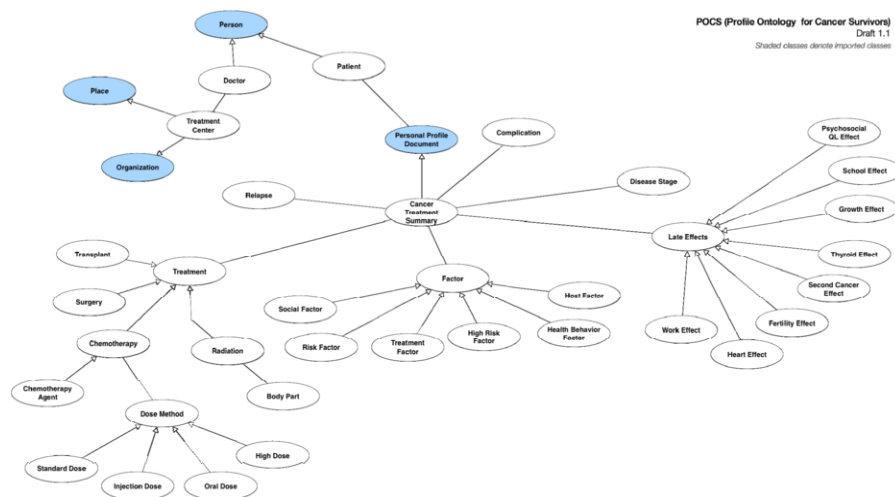 POCS (Profile Ontology for Cancer Survivors)
Draft 1.1
Shaded classes denote imported classes
Person
Doctor
Patient
Place
Treatment
Center
Organization
Personal Profile
Document
Complication
Disease Stage
Relapse
Cancer
Treatment
Summary
Psychosocial
QL Effect
School Effect
Growth Effect
Late Effects
Thyroid Effect
Second Cancer
Effect
Fertility Effect
Work Effect
Heart Effect
Transplant
Treatment
Surgery
Factor
Social Factor
Host Factor
Risk Factor
Treatment
Factor
High Risk
Factor
Health Behavior
Factor
Chemotherapy
Radiation
Chemotherapy
Agent
Body Part
Dose Method
Standard Dose
High Dose
Injection Dose
Oral Dose